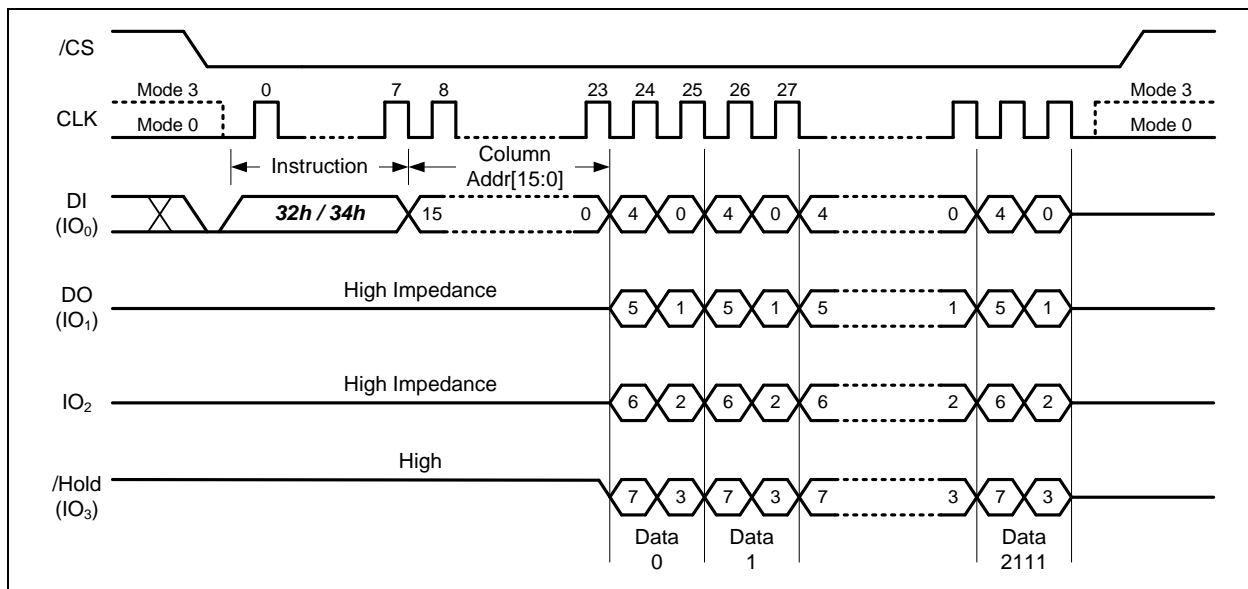 /CS
Mode 3 0 7 8 23 24 25 26 27 Mode 3
CLK
Mode 0 Mode 0
Instruction Column
Addr[15:0]
DI
(IO0) 32h / 34h 15 0 4 0 4 0 4 0 4 0
DO
(IO1) High Impedance 5 1 5 1 5 1 5 1
IO2 High Impedance 6 2 6 2 6 2 6 2
/Hold
(IO3) High 7 3 7 3 7 3 7 3
Data Data Data
0 1 2111